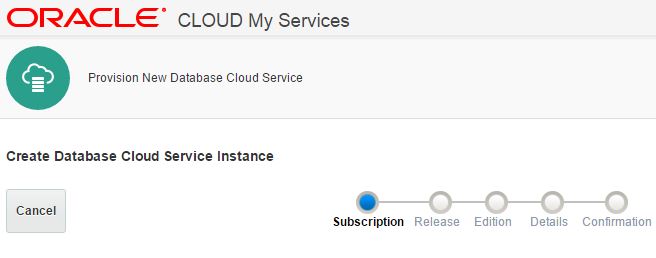 ORACLE CLOUD My Services
Provision New Database Cloud Service
Create Database Cloud Service Instance
Cancel
Subscription Release Edition Details Confirmation